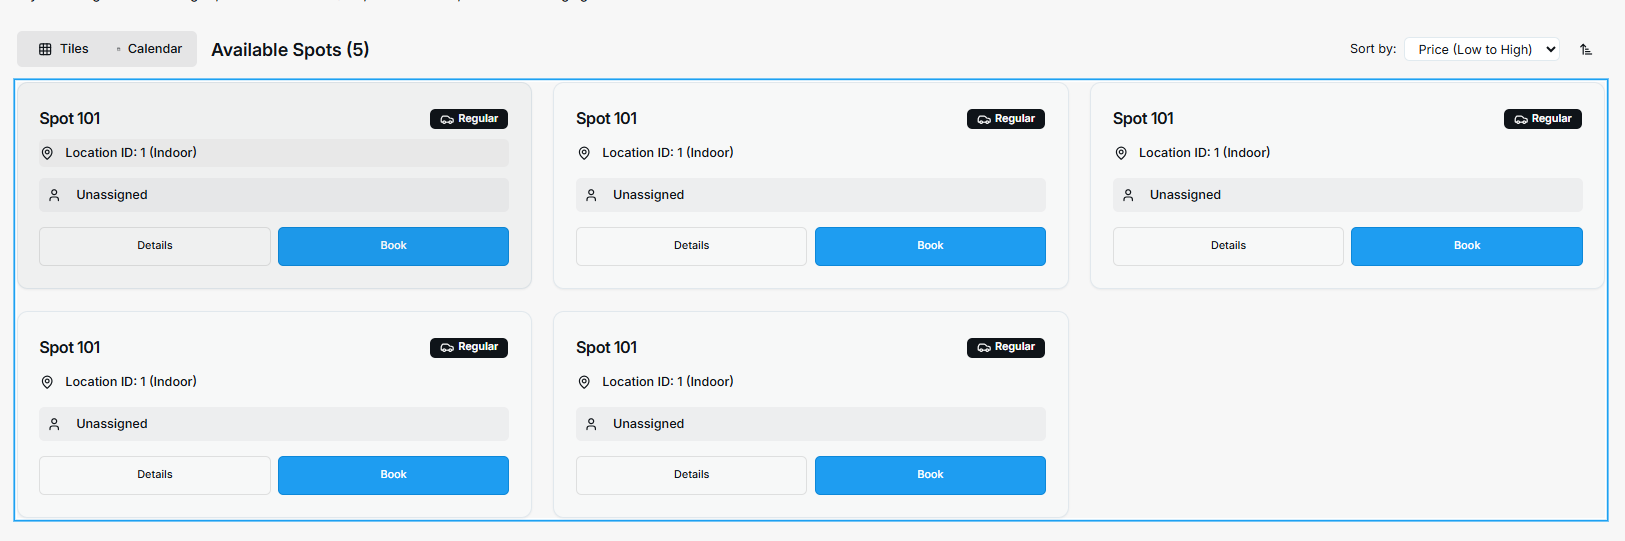 Tiles Calendar Available Spots (5) Sort by: Price (Low to High)
Spot 101 Regular
Location ID: 1 (Indoor)
Unassigned
Details Book
Spot 101 Regular
Location ID: 1 (Indoor)
Unassigned
Details Book
Spot 101 Regular
Location ID: 1 (Indoor)
Unassigned
Details Book
Spot 101 Regular
Location ID: 1 (Indoor)
Unassigned
Details Book
Spot 101 Regular
Location ID: 1 (Indoor)
Unassigned
Details Book